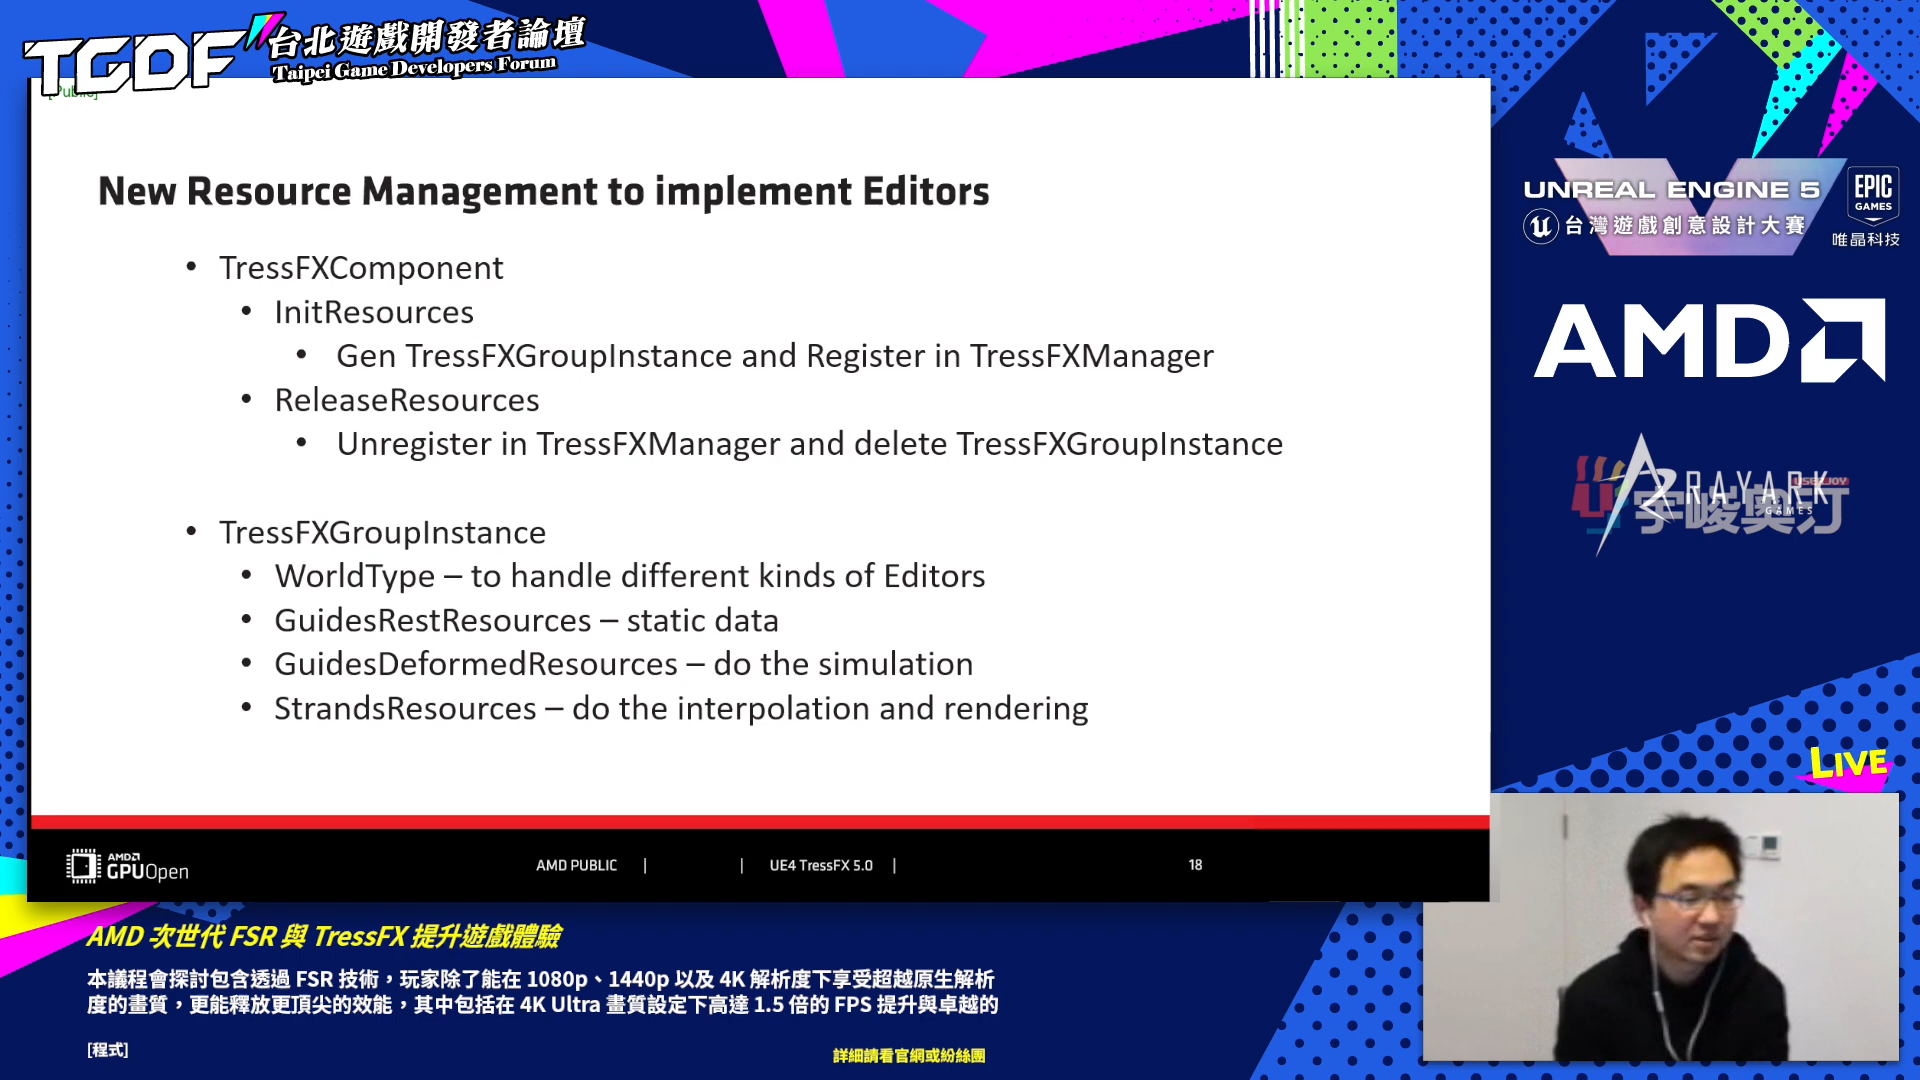 TGDF 台北遊戲開發者論壇
Taipei Game Developers Forum
[Public]
New Resource Management to implement Editors
• TressFXComponent
• InitResources
• Gen TressFXGroupInstance and Register in TressFXManager
• ReleaseResources
• Unregister in TressFXManager and delete TressFXGroupInstance
• TressFXGroupInstance
• WorldType – to handle different kinds of Editors
• GuidesRestResources – static data
• GuidesDeformedResources – do the simulation
• StrandsResources – do the interpolation and rendering
AMD
GPUOpen
AMD PUBLIC | | UE4 TressFX 5.0 | 18
UNREAL ENGINE 5
台灣遊戲創意設計大賽
EPIC
GAMES
唯晶科技
AMD
RAYARK
GAMES
USERJOY
宇峻奧汀
LIVE
AMD 次世代 FSR 與 TressFX 提升遊戲體驗
本議程會探討包含透過 FSR 技術，玩家除了能在 1080p、1440p 以及 4K 解析度下享受超越原生解析
度的畫質，更能釋放更頂尖的效能，其中包括在 4K Ultra 畫質設定下高達 1.5 倍的 FPS 提升與卓越的
[程式]
詳細請看官網或紛絲團